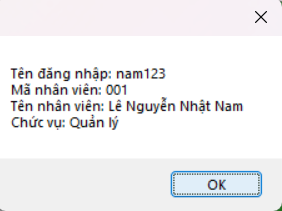 Tên đăng nhập: nam123
Mã nhân viên: 001
Tên nhân viên: Lê Nguyễn Nhật Nam
Chức vụ: Quản lý
OK